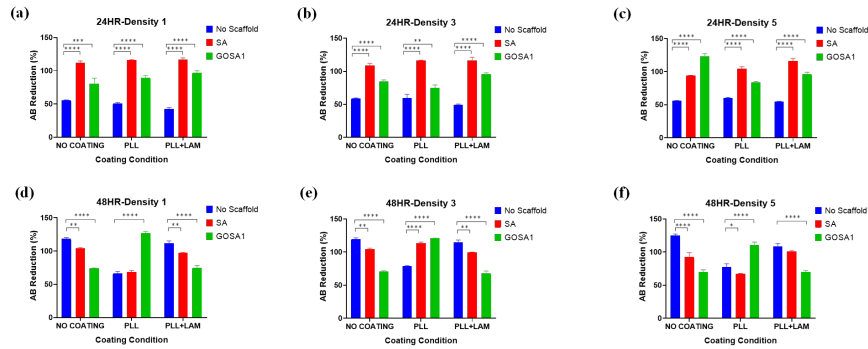 (a)
24HR-Density 1
AB Reduction (%)
150
100
50
0
*** ****
**** **** ****
****
NO COATING PLL PLL+LAM
Coating Condition
No Scaffold
SA
GOSA1
(b)
24HR-Density 3
AB Reduction (%)
150
100
50
0
**** ** ****
**** **** ****
NO COATING PLL PLL+LAM
Coating Condition
No Scaffold
SA
GOSA1
(c)
24HR-Density 5
AB Reduction (%)
150
100
50
0
**** **** ****
**** **** ****
NO COATING PLL PLL+LAM
Coating Condition
No Scaffold
SA
GOSA1
(d)
48HR-Density 1
AB Reduction (%)
150
100
50
0
**** **** ****
** **
NO COATING PLL PLL+LAM
Coating Condition
No Scaffold
SA
GOSA1
(e)
48HR-Density 3
AB Reduction (%)
150
100
50
0
**** **** ****
** **** **
NO COATING PLL PLL+LAM
Coating Condition
No Scaffold
SA
GOSA1
(f)
48HR-Density 5
AB Reduction (%)
150
100
50
0
**** **** ****
**** *
NO COATING PLL PLL+LAM
Coating Condition
No Scaffold
SA
GOSA1